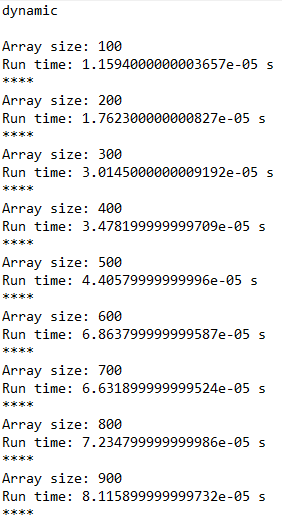 dynamic
Array size: 100
Run time: 1.1594000000003657e-05 s
****
Array size: 200
Run time: 1.762300000000827e-05 s
****
Array size: 300
Run time: 3.0145000000009192e-05 s
****
Array size: 400
Run time: 3.478199999999709e-05 s
****
Array size: 500
Run time: 4.40579999999996e-05 s
****
Array size: 600
Run time: 6.863799999999587e-05 s
****
Array size: 700
Run time: 6.631899999999524e-05 s
****
Array size: 800
Run time: 7.234799999999986e-05 s
****
Array size: 900
Run time: 8.115899999999732e-05 s
****